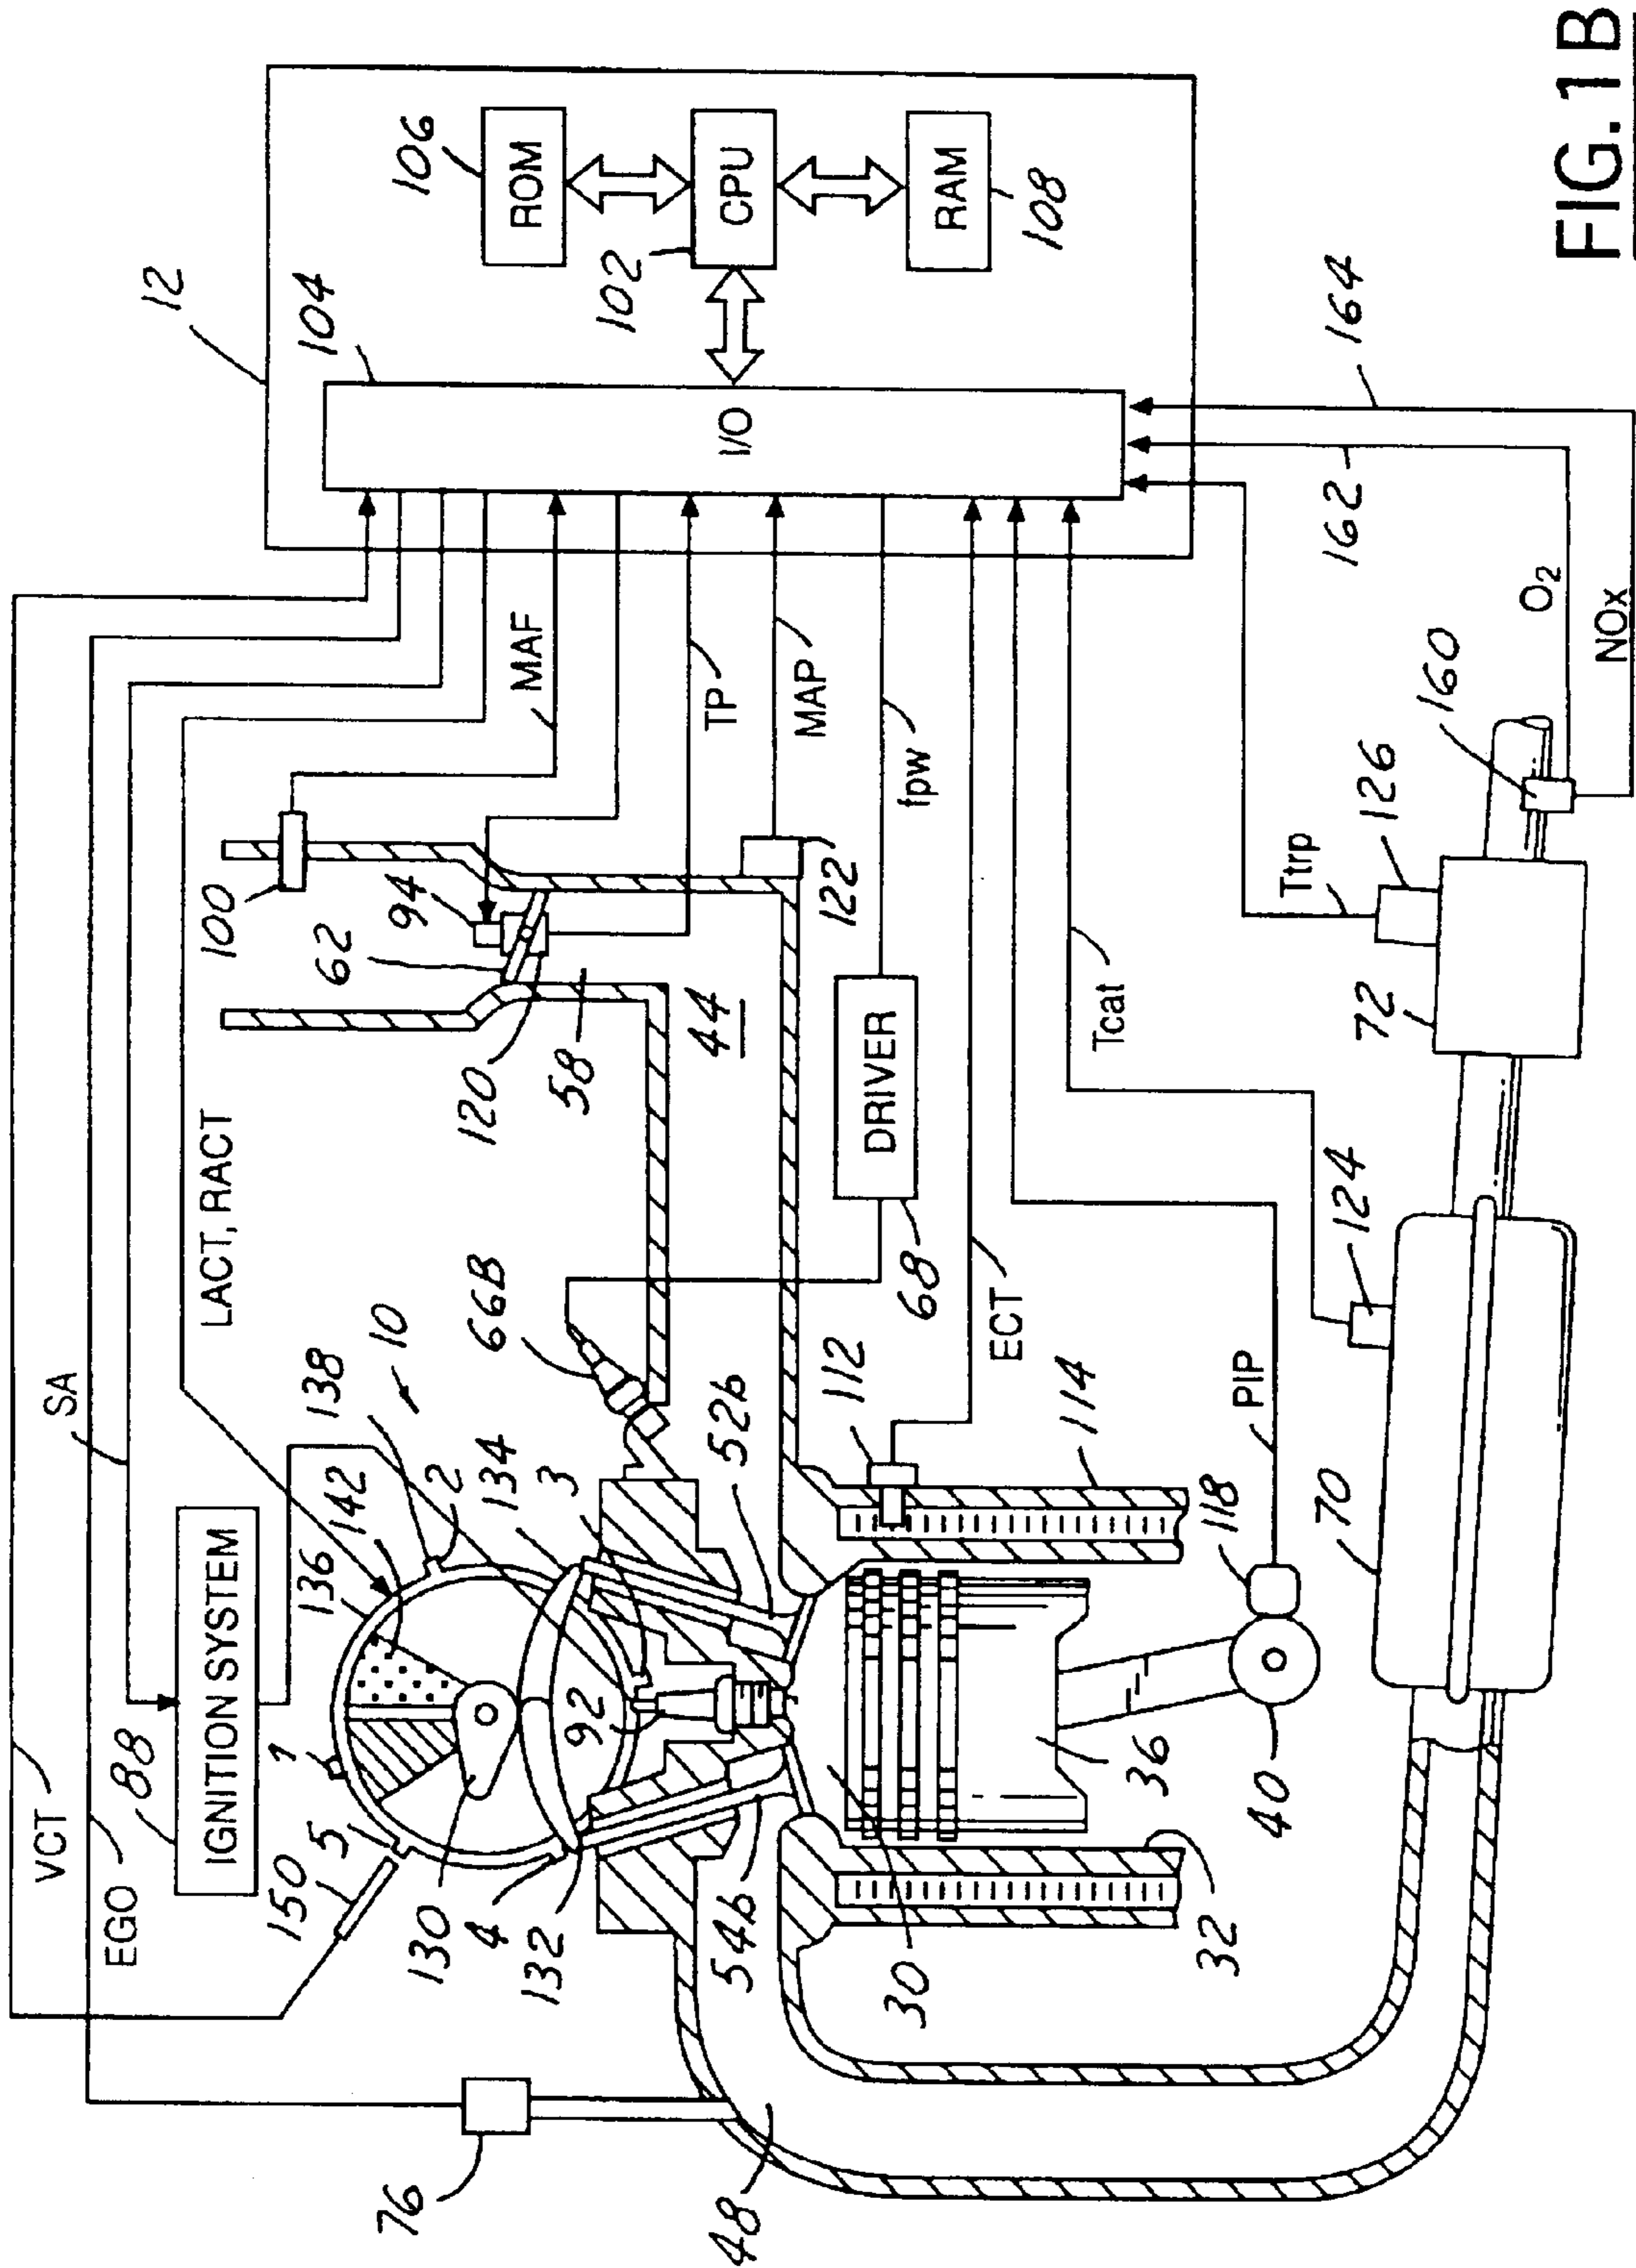 VCT
SA
EGO
88
IGNITION SYSTEM
LACT, RACT
12
104
106
ROM
102
CPU
RAM
108
I/O
MAF
TP
MAP
fpw
100
94
62
120
58
44
122
DRIVER
68
66B
10
138
2
134
3
142
136
1
5
150
130
4
132
92
52b
54b
112
114
ECT
PIP
118
Tcat
Ttrp
30
36
32
40
76
48
70
124
72
126
160
O2
NOx
162
164
FIG.1B